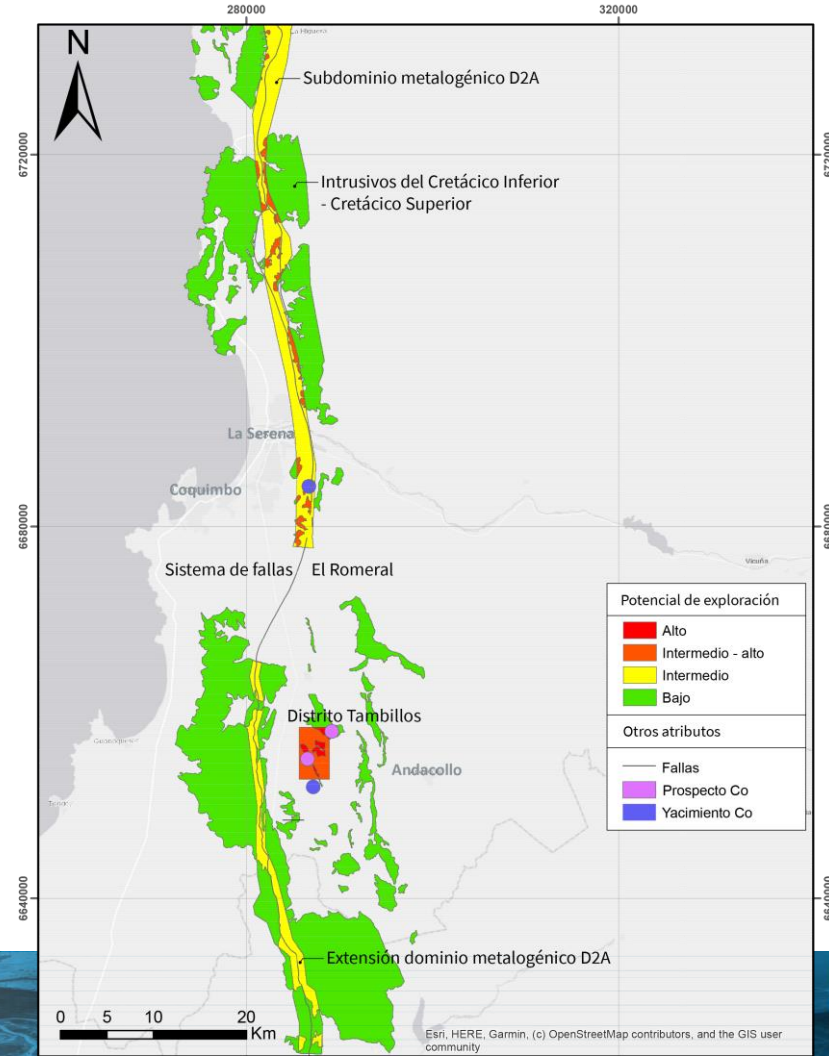 280000
320000
N
La Higuera
Subdominio metalogénico D2A
6720000
6720000
Intrusivos del Cretácico Inferior
- Cretácico Superior
La Serena
Coquimbo
6680000
6680000
Vicuña
Sistema de fallas El Romeral
Potencial de exploración
Alto
Intermedio - alto
Intermedio
Bajo
Otros atributos
Fallas
Prospecto Co
Yacimiento Co
Distrito Tambillos
Andacollo
6640000
6640000
Extensión dominio metalogénico D2A
0 5 10 20
Km
Esri, HERE, Garmin, (c) OpenStreetMap contributors, and the GIS user
community